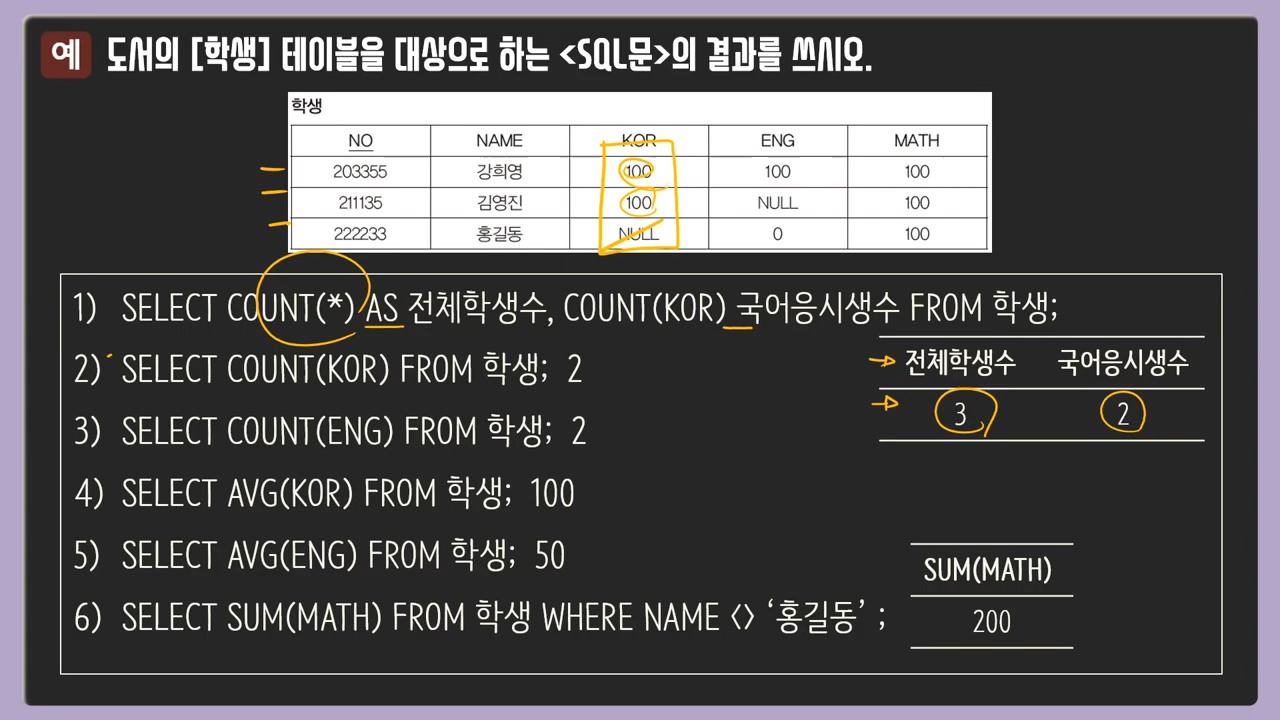 예 도서의 [학생] 테이블을 대상으로 하는 <SQL문>의 결과를 쓰시오.
학생
NO NAME KOR ENG MATH
203355 강희영 100 100 100
211135 김영진 100 NULL 100
222233 홍길동 NULL 0 100
1) SELECT COUNT(*) AS 전체학생수, COUNT(KOR) 국어응시생수 FROM 학생;
전체학생수 국어응시생수
3 2
2) SELECT COUNT(KOR) FROM 학생; 2
3) SELECT COUNT(ENG) FROM 학생; 2
4) SELECT AVG(KOR) FROM 학생; 100
5) SELECT AVG(ENG) FROM 학생; 50
6) SELECT SUM(MATH) FROM 학생 WHERE NAME <> ‘홍길동’ ;
SUM(MATH)
200